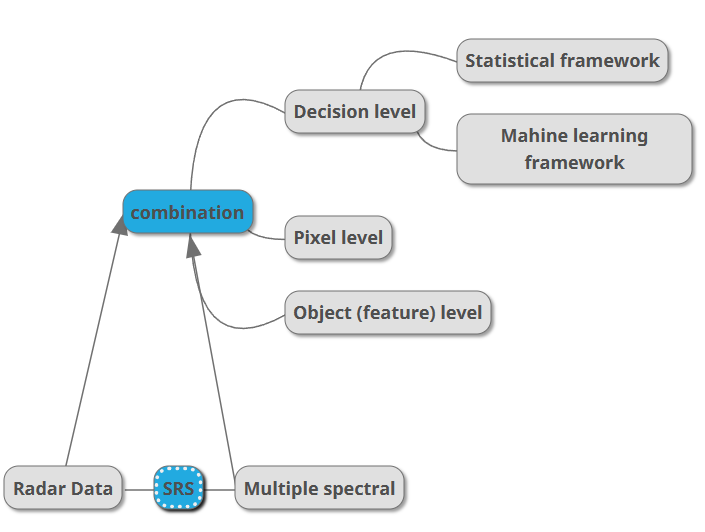 Statistical framework
Decision level
Mahine learning
framework
combination
Pixel level
Object (feature) level
Radar Data
SRS
Multiple spectral